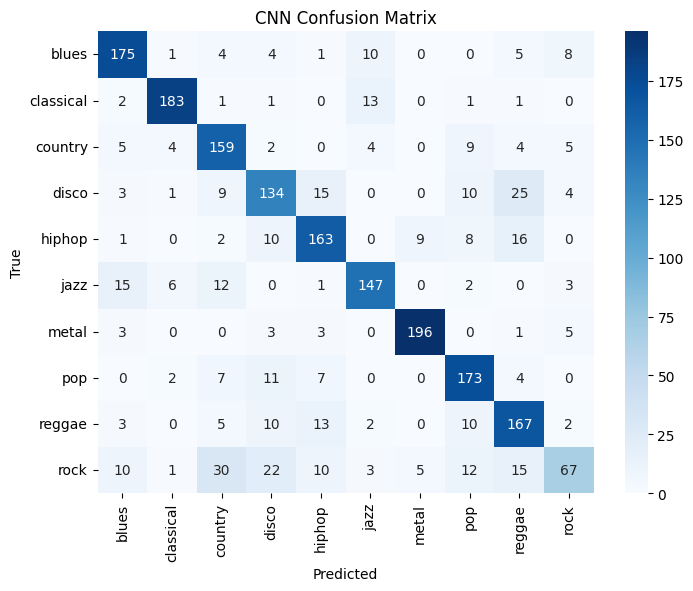 CNN Confusion Matrix
blues 175 1 4 4 1 10 0 0 5 8
classical 2 183 1 1 0 13 0 1 1 0
country 5 4 159 2 0 4 9 4 5
disco 3 1 9 134 15 0 0 10 25 4
hiphop 1 0 2 10 163 0 9 8 16 0
jazz 15 6 12 0 1 147 0 2 0 3
metal 3 0 0 3 3 0 196 0 1 5
pop 0 2 7 11 7 0 0 173 4 0
reggae 3 0 5 10 13 2 0 10 167 2
rock 10 1 30 22 10 3 5 12 15 67
blues classical country disco hiphop jazz metal pop reggae rock
Predicted
True
175
150
125
100
75
50
25
0